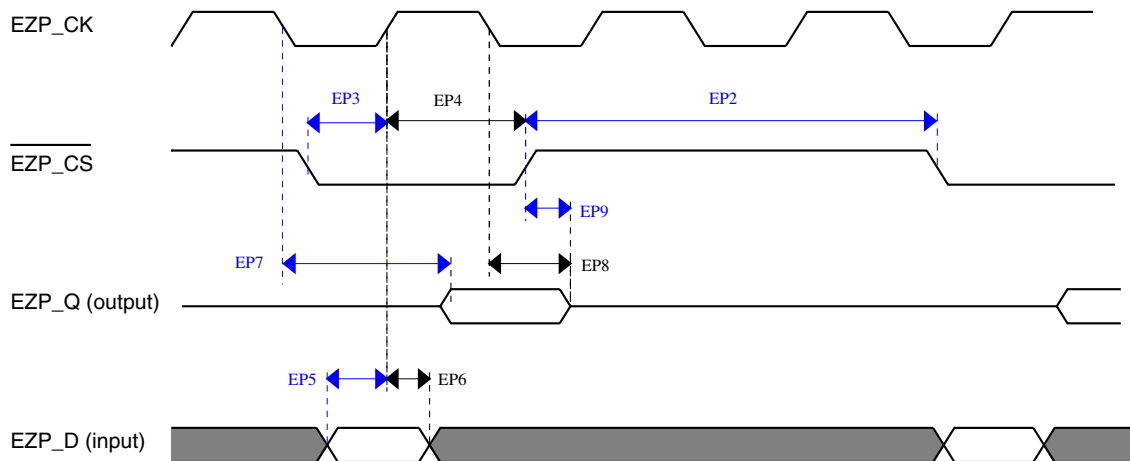 EZP_CK
EP3
EP4
EP2
EZP_CS
EP9
EP7
EP8
EZP_Q (output)
EP5
EP6
EZP_D (input)